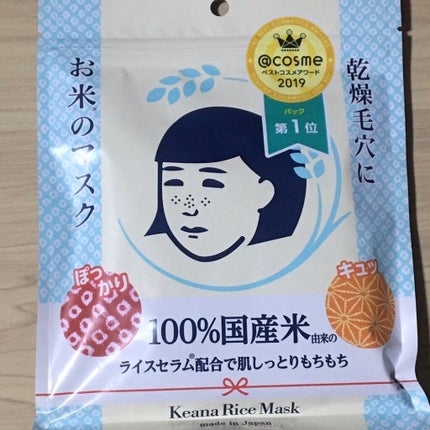 乾燥毛穴に
お米のマスク
@cosme
ベストコスメアワード
2019
パック
第1位
ぽっかり
キュッ
100%国産米由来の
ライスセラム®配合で肌しっとりもちもち
Keana Rice Mask
made in Japan